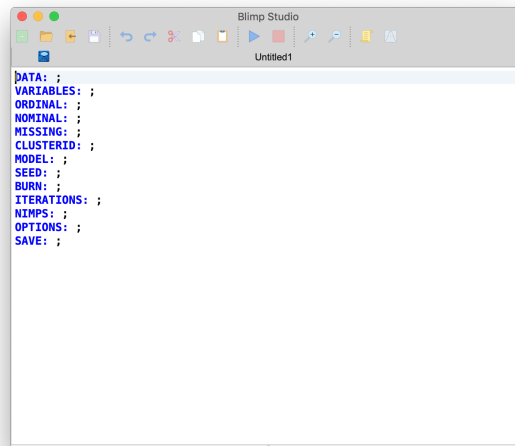 Blimp Studio
Untitled1
DATA: ;
VARIABLES: ;
ORDINAL: ;
NOMINAL: ;
MISSING: ;
CLUSTERID: ;
MODEL: ;
SEED: ;
BURN: ;
ITERATIONS: ;
NIMPS: ;
OPTIONS: ;
SAVE: ;